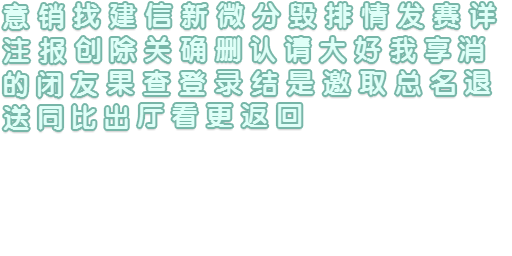 意销找建信新微分毁排情发赛详
注报创除关确删认请大好我享消
的闭友果查登录结是邀取总名退
送同比出厅看更返回